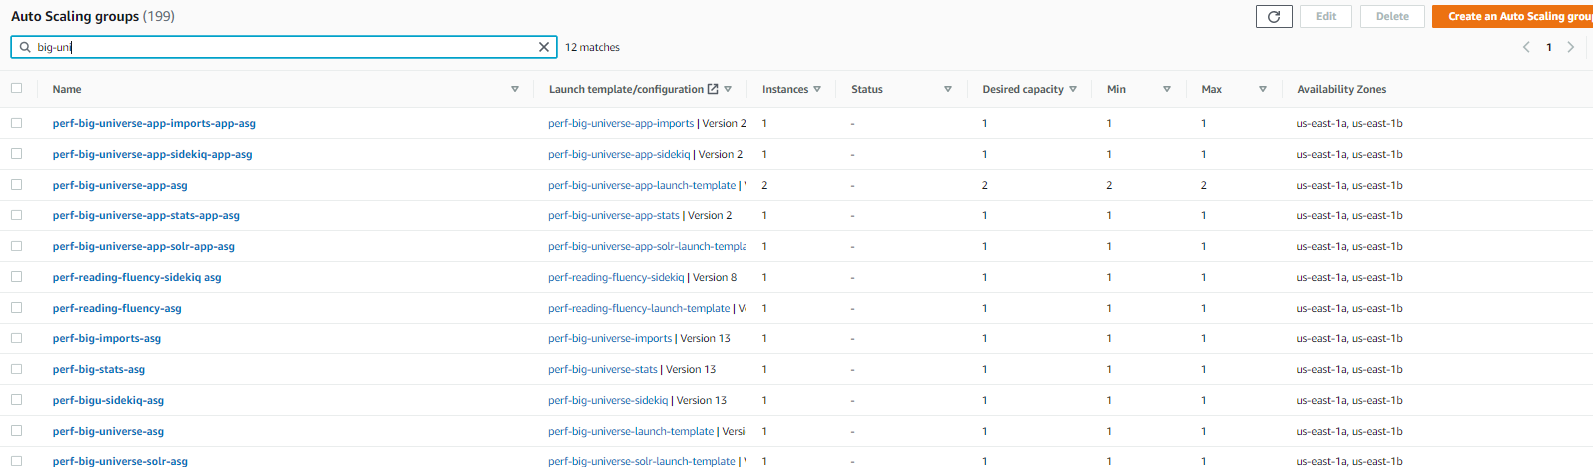 Auto Scaling groups (199)
Edit
Delete
Create an Auto Scaling grou
big-uni
12 matches
1
Name Launch template/configuration Instances Status Desired capacity Min Max Availability Zones
perf-big-universe-app-imports-app-asg perf-big-universe-app-imports | Version 2 1 - 1 1 1 us-east-1a, us-east-1b
perf-big-universe-app-sidekiq-app-asg perf-big-universe-app-sidekiq | Version 2 1 - 1 1 1 us-east-1a, us-east-1b
perf-big-universe-app-asg perf-big-universe-app-launch-template | 2 - 2 2 2 us-east-1a, us-east-1b
perf-big-universe-app-stats-app-asg perf-big-universe-app-stats | Version 2 1 - 1 1 1 us-east-1a, us-east-1b
perf-big-universe-app-solr-app-asg perf-big-universe-app-solr-launch-templa 1 - 1 1 1 us-east-1a, us-east-1b
perf-reading-fluency-sidekiq asg perf-reading-fluency-sidekiq | Version 8 1 - 1 1 1 us-east-1a, us-east-1b
perf-reading-fluency-asg perf-reading-fluency-launch-template | V 1 - 1 1 1 us-east-1a, us-east-1b
perf-big-imports-asg perf-big-universe-imports | Version 13 1 - 1 1 1 us-east-1a, us-east-1b
perf-big-stats-asg perf-big-universe-stats | Version 13 1 - 1 1 1 us-east-1a, us-east-1b
perf-bigu-sidekiq-asg perf-big-universe-sidekiq | Version 13 1 - 1 1 1 us-east-1a, us-east-1b
perf-big-universe-asg perf-big-universe-launch-template | Versi 1 - 1 1 1 us-east-1a, us-east-1b
perf-big-universe-solr-asg perf-big-universe-solr-launch-template | 1 - 1 1 1 us-east-1a, us-east-1b